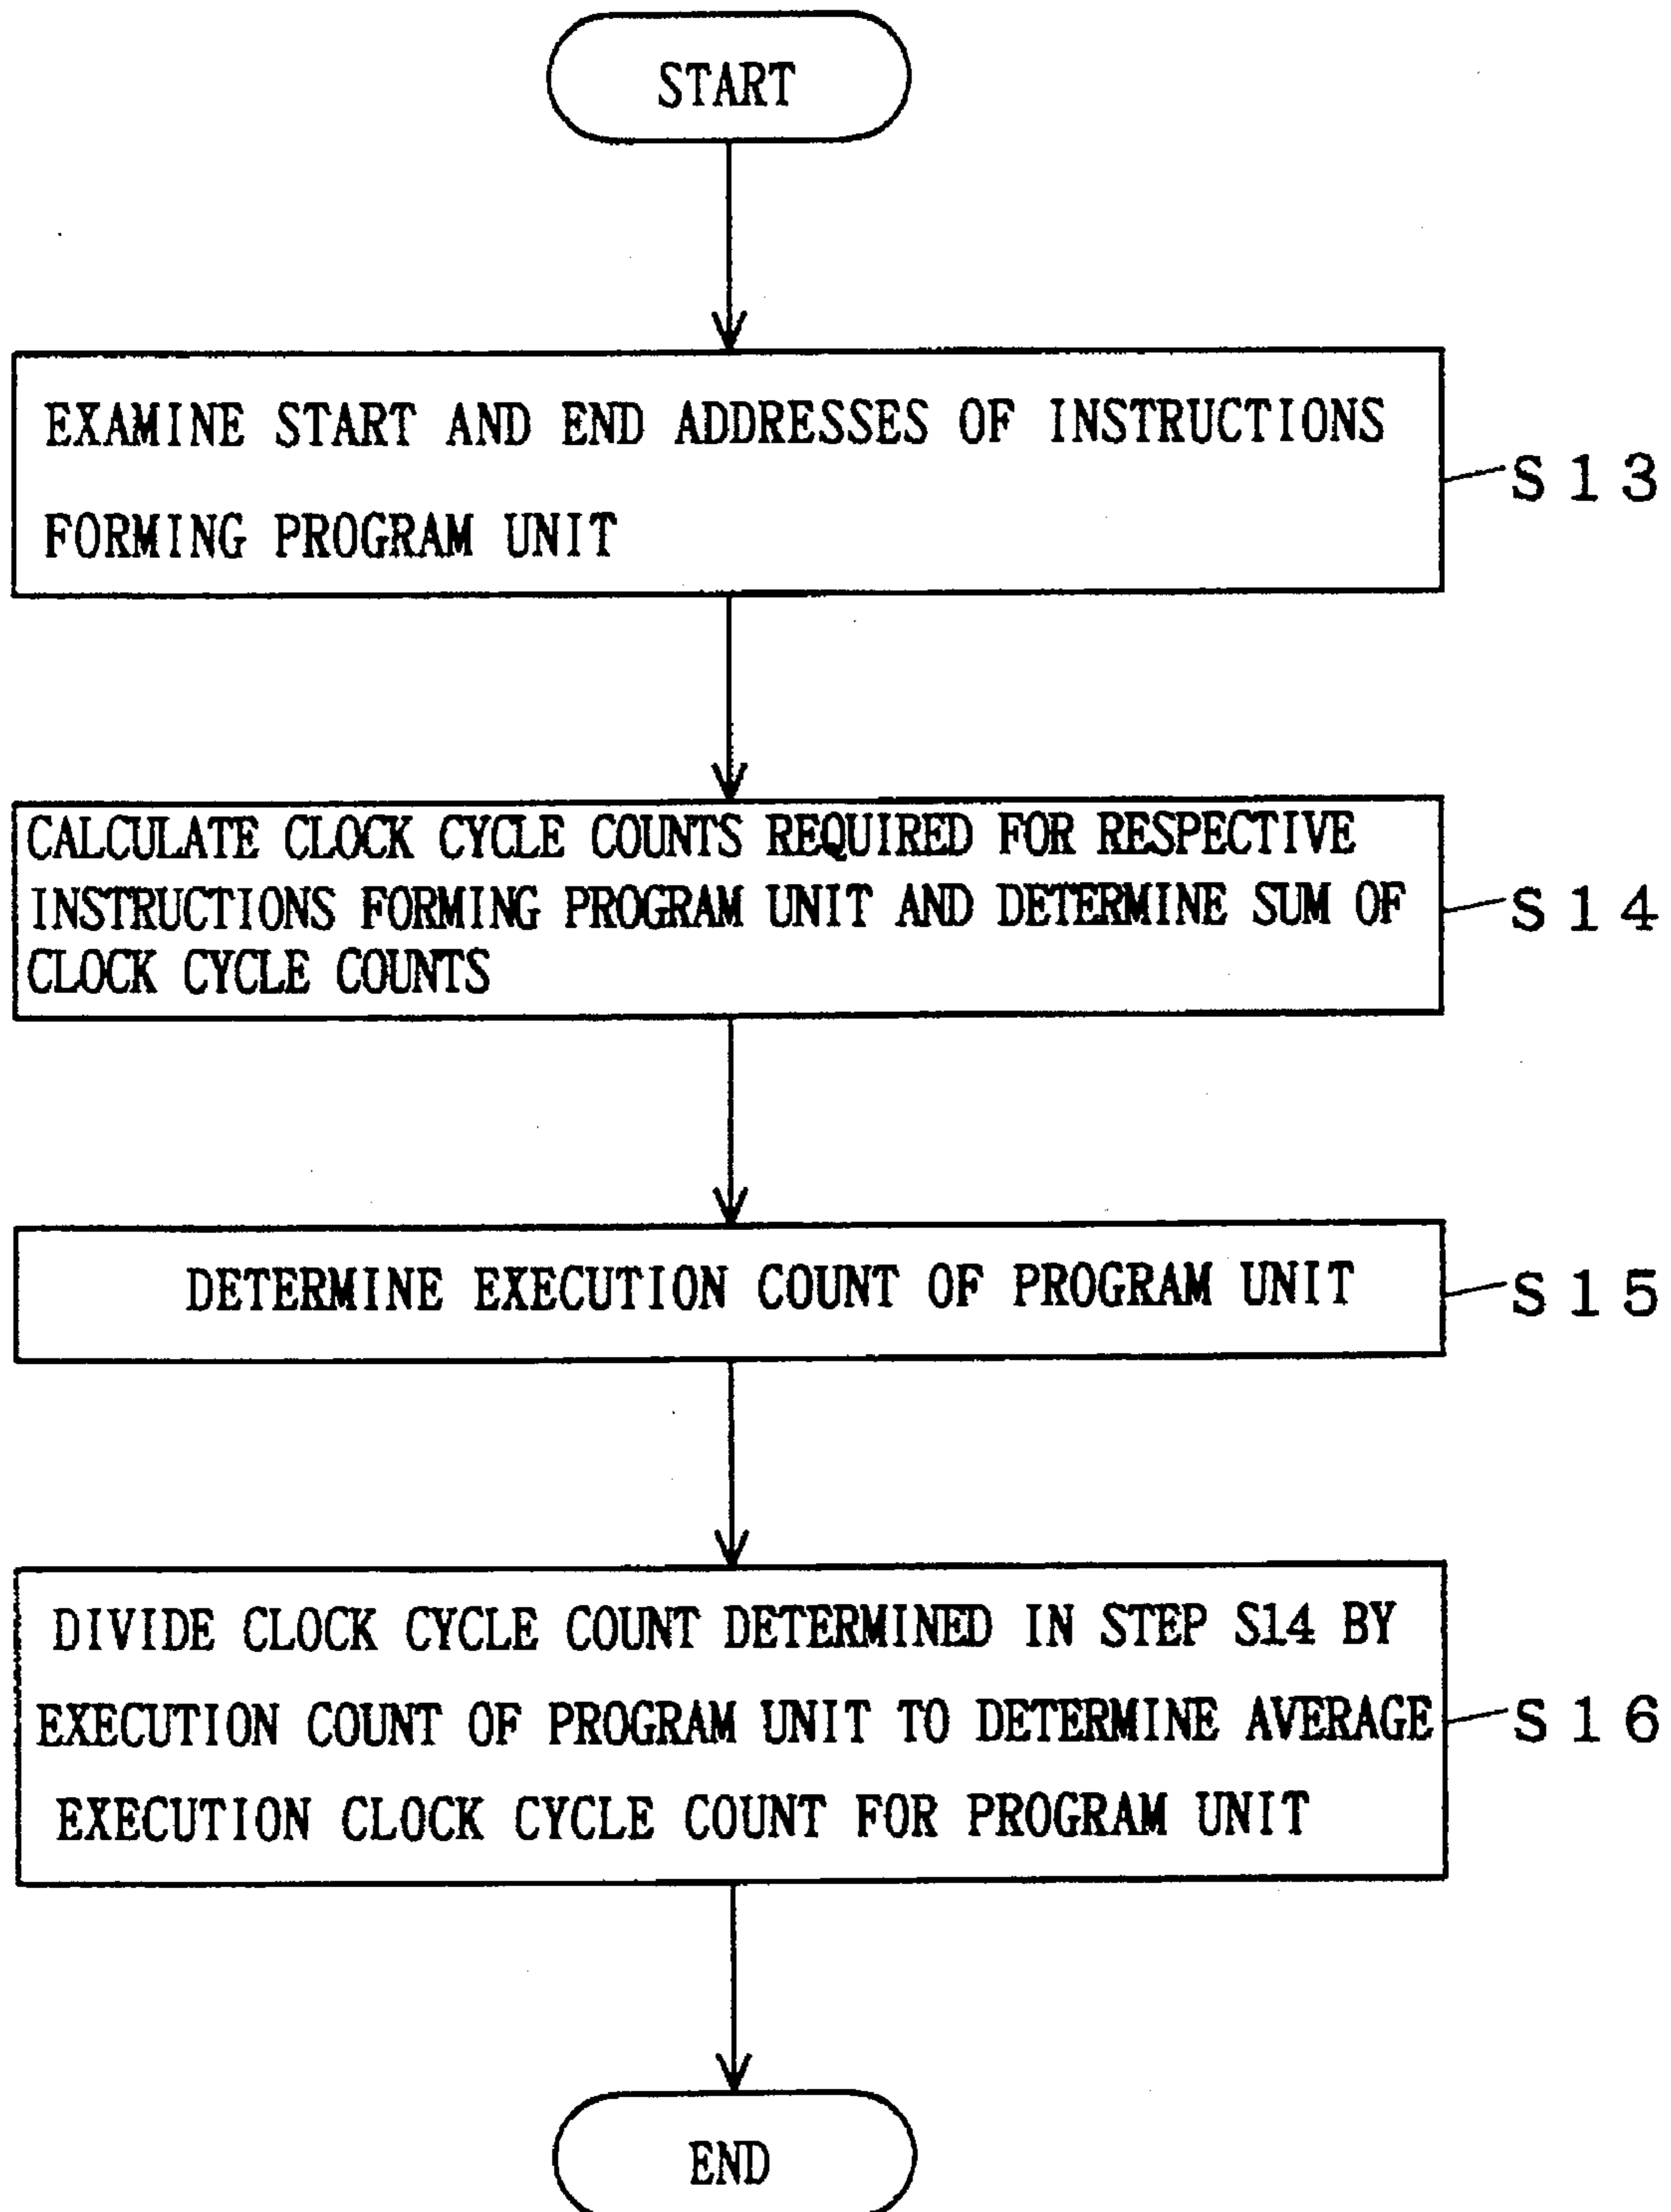 START
EXAMINE START AND END ADDRESSES OF INSTRUCTIONS
FORMING PROGRAM UNIT
S13
CALCULATE CLOCK CYCLE COUNTS REQUIRED FOR RESPECTIVE
INSTRUCTIONS FORMING PROGRAM UNIT AND DETERMINE SUM OF
CLOCK CYCLE COUNTS
S14
DETERMINE EXECUTION COUNT OF PROGRAM UNIT
S15
DIVIDE CLOCK CYCLE COUNT DETERMINED IN STEP S14 BY
EXECUTION COUNT OF PROGRAM UNIT TO DETERMINE AVERAGE
EXECUTION CLOCK CYCLE COUNT FOR PROGRAM UNIT
S16
END